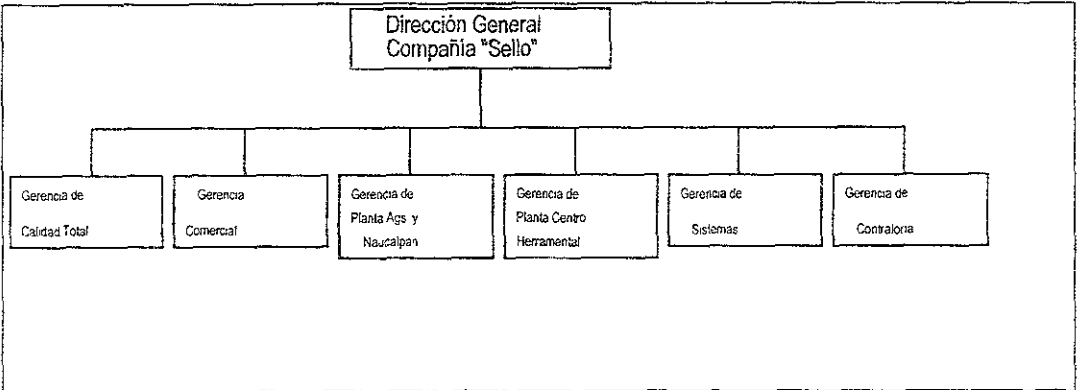 Dirección General
Compañía "Sello"
Gerencia de
Calidad Total
Gerencia
Comercial
Gerencia de
Planta Ags y
Naucalpan
Gerencia de
Planta Centro
Herramental
Gerencia de
Sistemas
Gerencia de
Contraloria